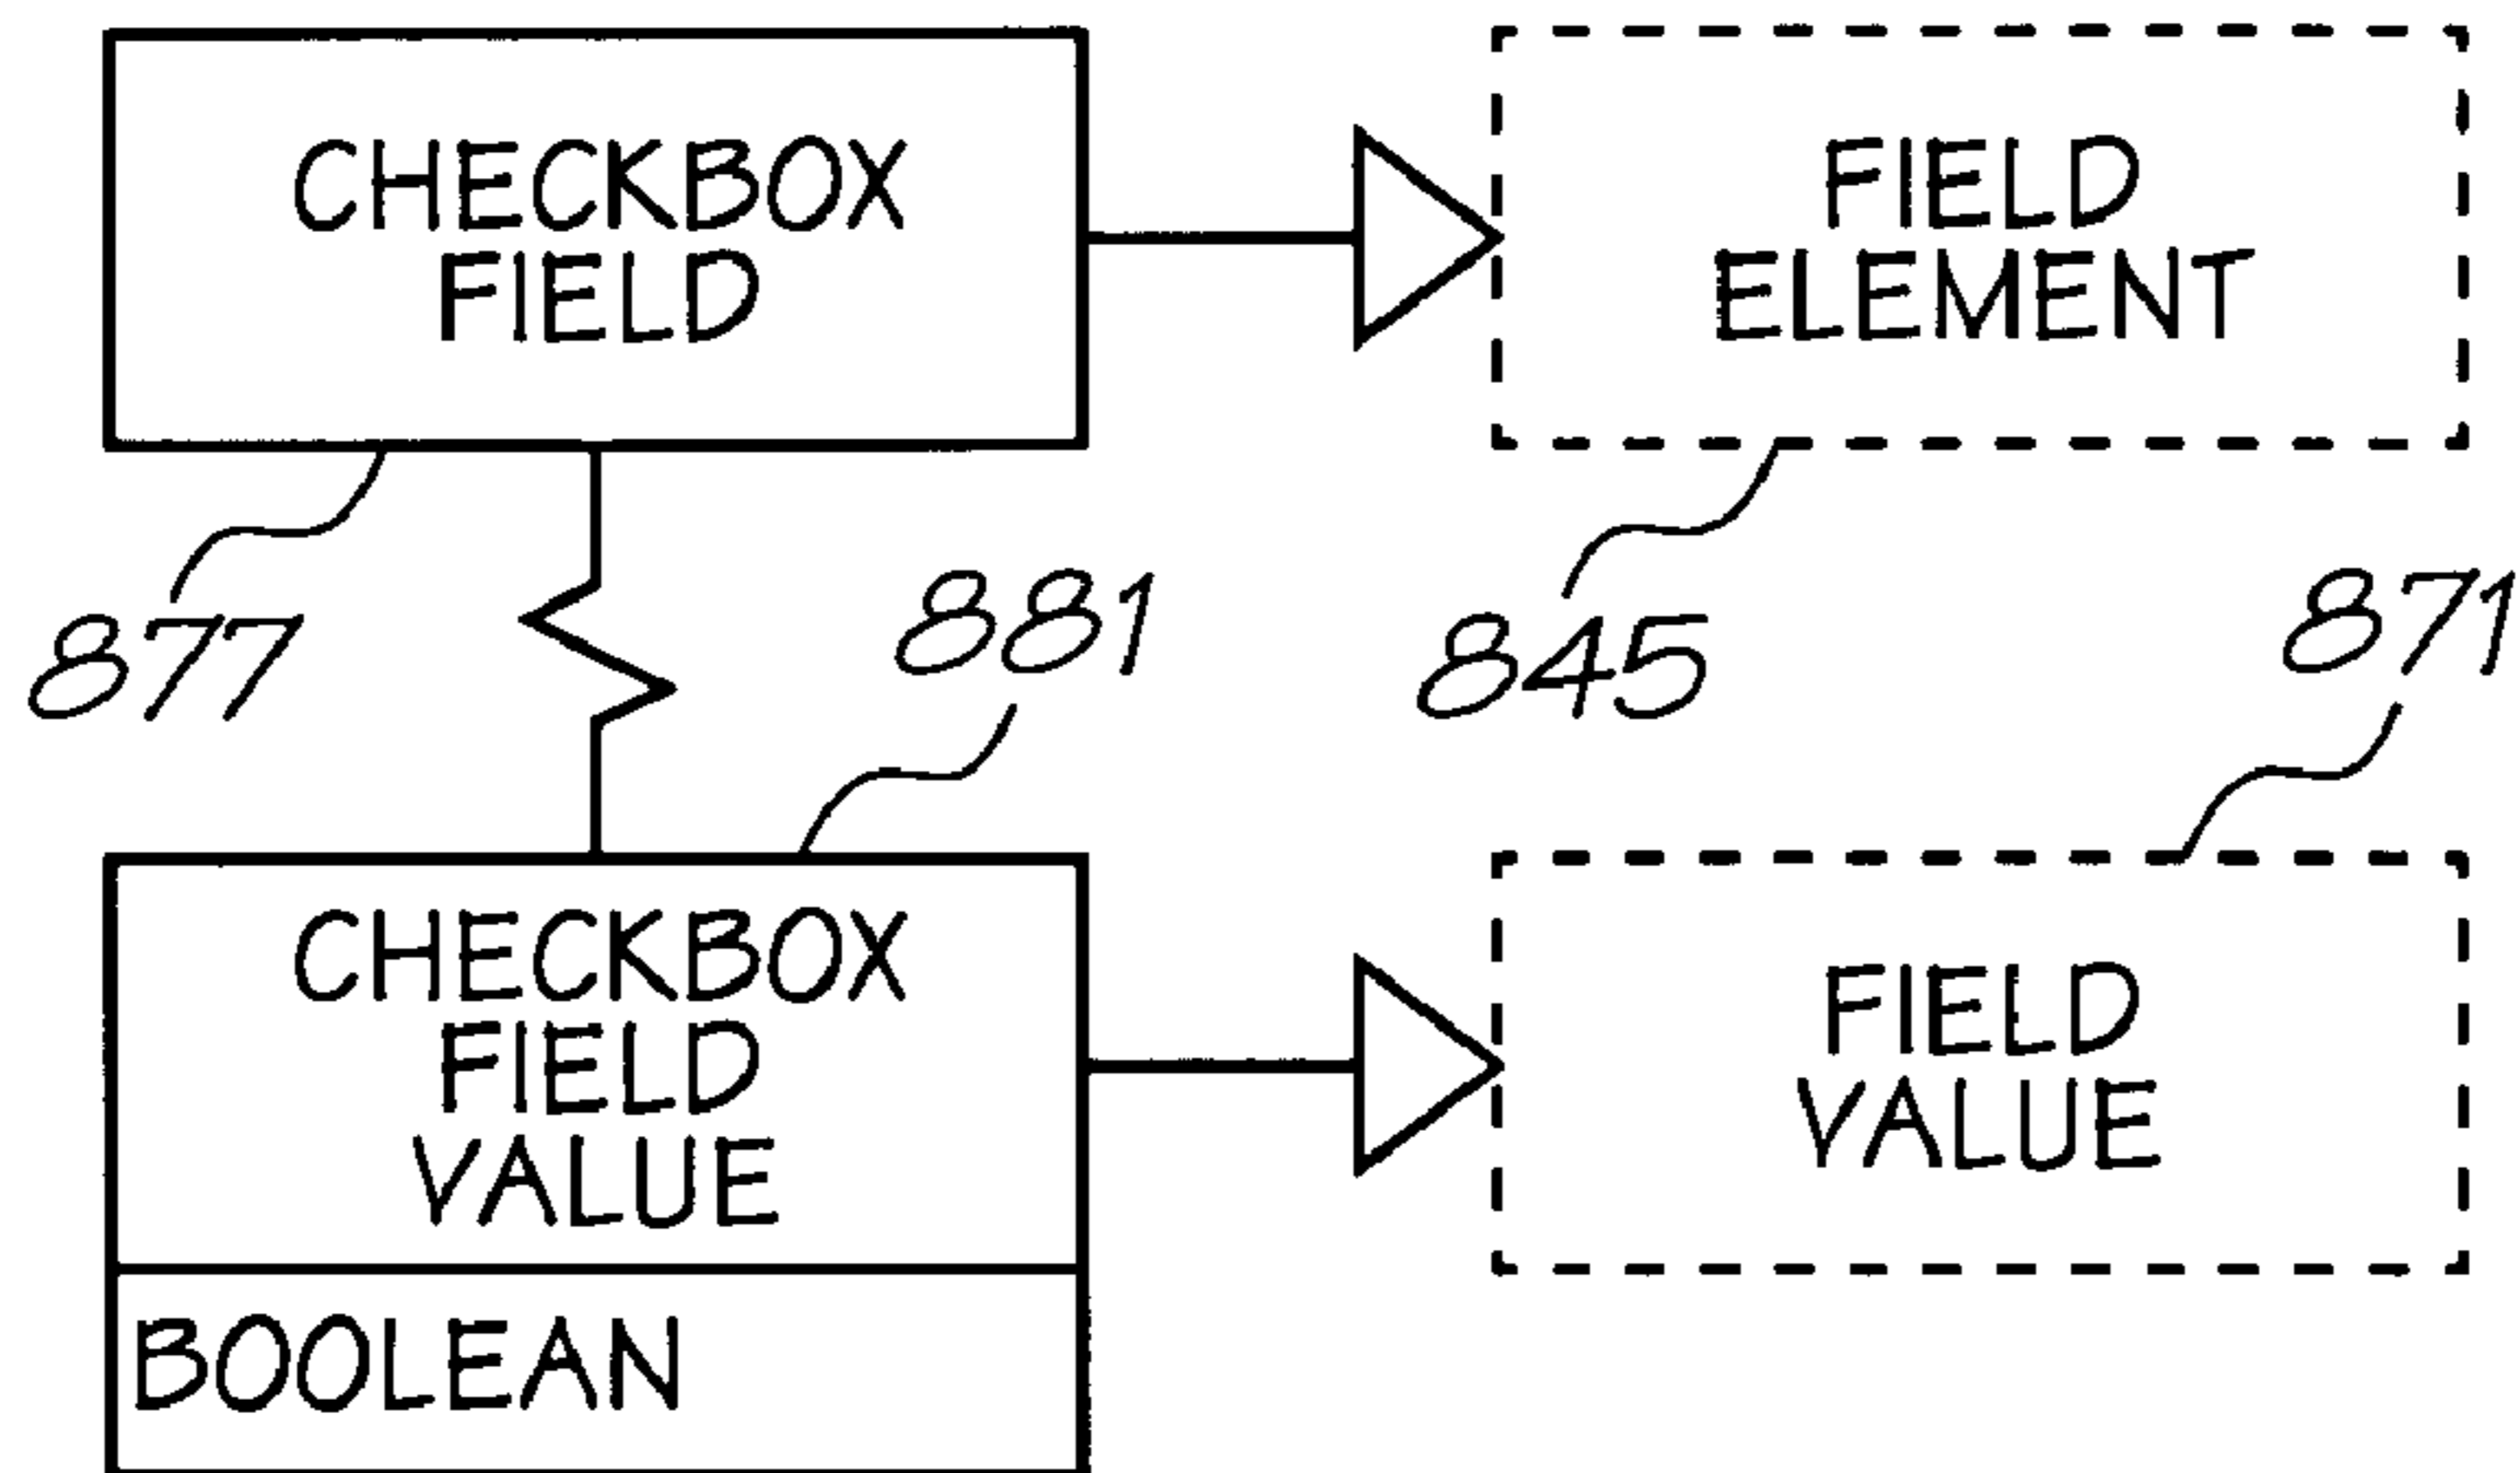 CHECKBOX
FIELD
FIELD
ELEMENT
877
881
845
871
CHECKBOX
FIELD
VALUE
FIELD
VALUE
BOOLEAN